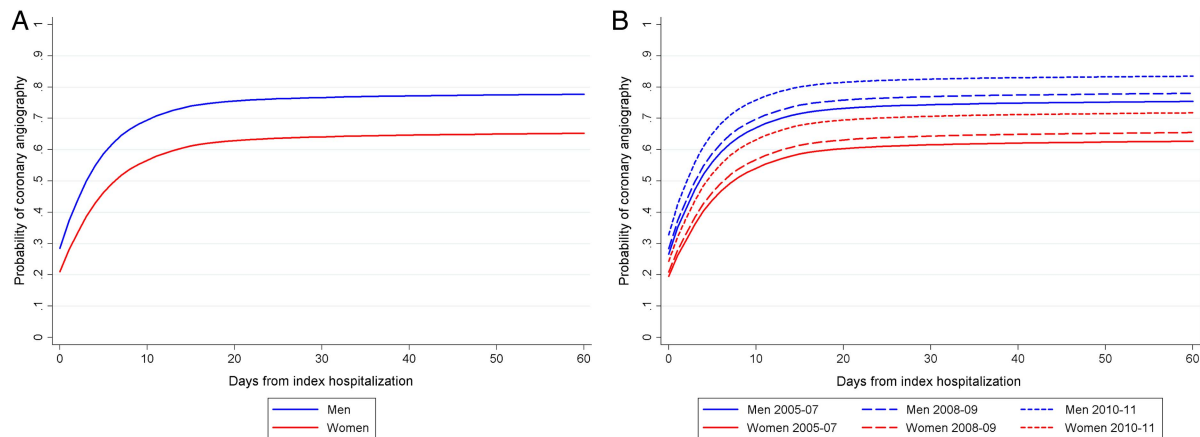 A
Probability of coronary angiography
1
.9
.8
.7
.6
.5
.4
.3
.2
.1
0
0 10 20 30 40 50 60
Days from index hospitalization
Men
Women
B
Probability of coronary angiography
1
.9
.8
.7
.6
.5
.4
.3
.2
.1
0
0 10 20 30 40 50 60
Days from index hospitalization
Men 2005-07 Men 2008-09 Men 2010-11
Women 2005-07 Women 2008-09 Women 2010-11